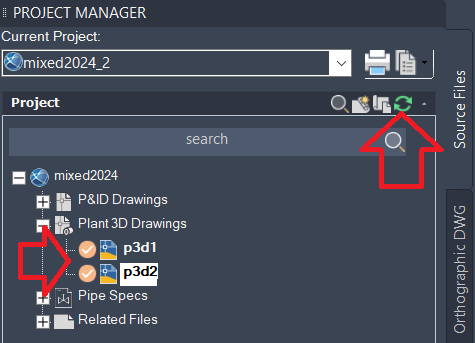 PROJECT MANAGER
Current Project:
mixed2024_2
Project
search
mixed2024
P&ID Drawings
Plant 3D Drawings
p3d1
p3d2
Pipe Specs
Related Files
Source Files
Orthographic DWG